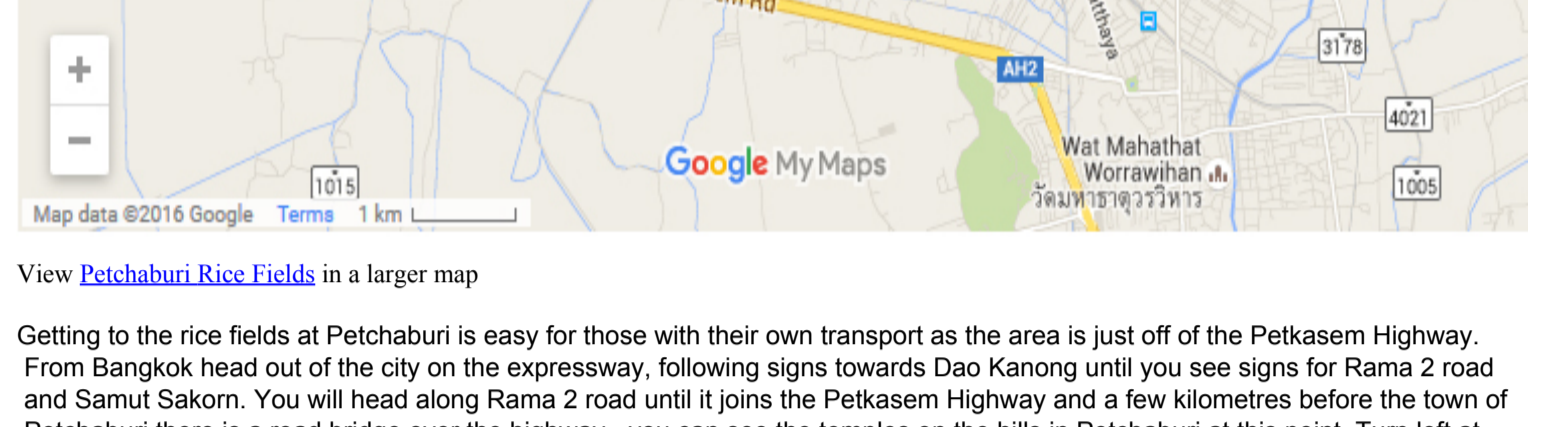 AH2
3178
4021
Wat Mahathat
Worrawihan
วัดมหาธาตุวรวิหาร
1005
1015
Google My Maps
Map data ©2016 Google Terms 1 km
View Petchaburi Rice Fields in a larger map
Getting to the rice fields at Petchaburi is easy for those with their own transport as the area is just off of the Petkasem Highway.
From Bangkok head out of the city on the expressway, following signs towards Dao Kanong until you see signs for Rama 2 road
and Samut Sakorn. You will head along Rama 2 road until it joins the Petkasem Highway and a few kilometres before the town of